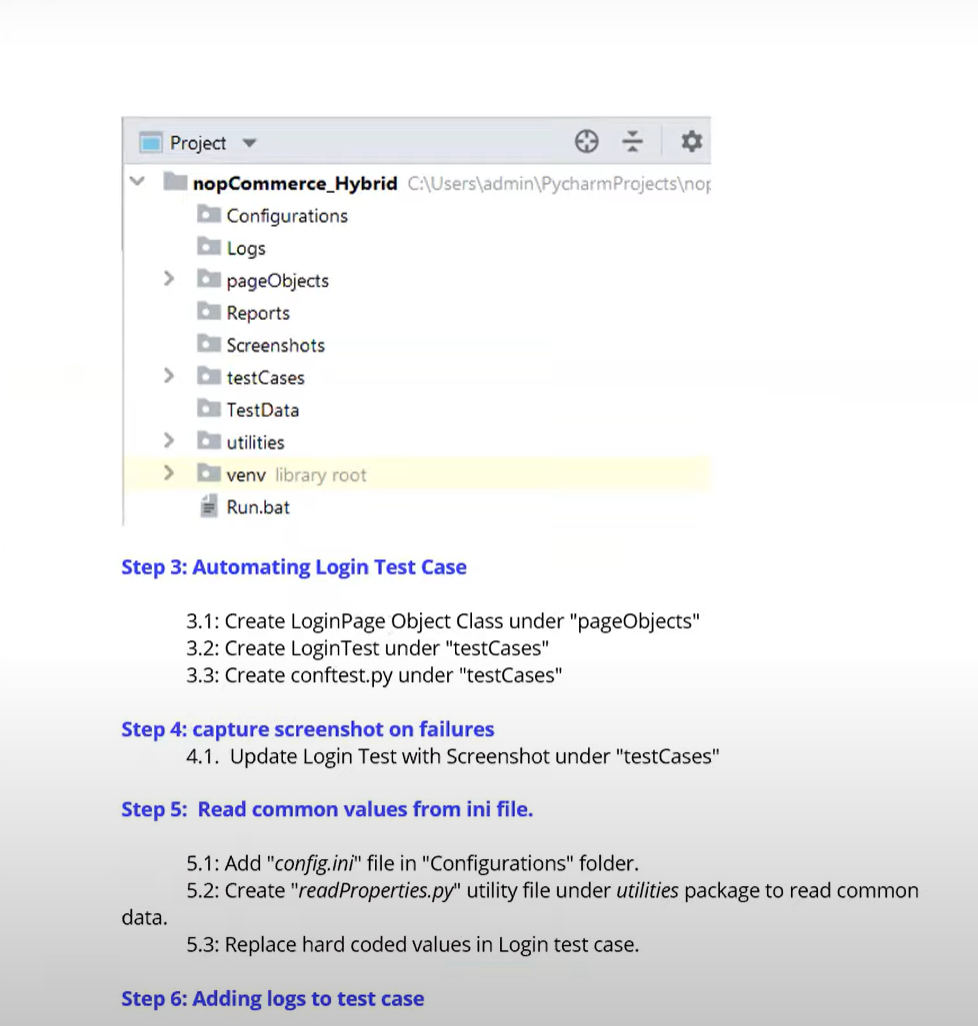 Project
nopCommerce_Hybrid C:\Users\admin\PycharmProjects\nop
Configurations
Logs
pageObjects
Reports
Screenshots
testCases
TestData
utilities
venv library root
Run.bat
Step 3: Automating Login Test Case
3.1: Create LoginPage Object Class under "pageObjects"
3.2: Create LoginTest under "testCases"
3.3: Create conftest.py under "testCases"
Step 4: capture screenshot on failures
4.1. Update Login Test with Screenshot under "testCases"
Step 5: Read common values from ini file.
5.1: Add "config.ini" file in "Configurations" folder.
5.2: Create "readProperties.py" utility file under utilities package to read common
data.
5.3: Replace hard coded values in Login test case.
Step 6: Adding logs to test case